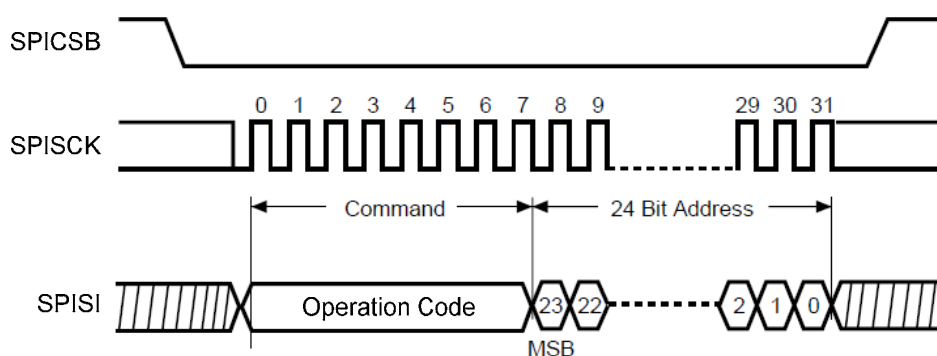 SPICSB
0 1 2 3 4 5 6 7 8 9 29 30 31
SPISCK
Command 24 Bit Address
SPISI Operation Code 23 22 2 1 0
MSB